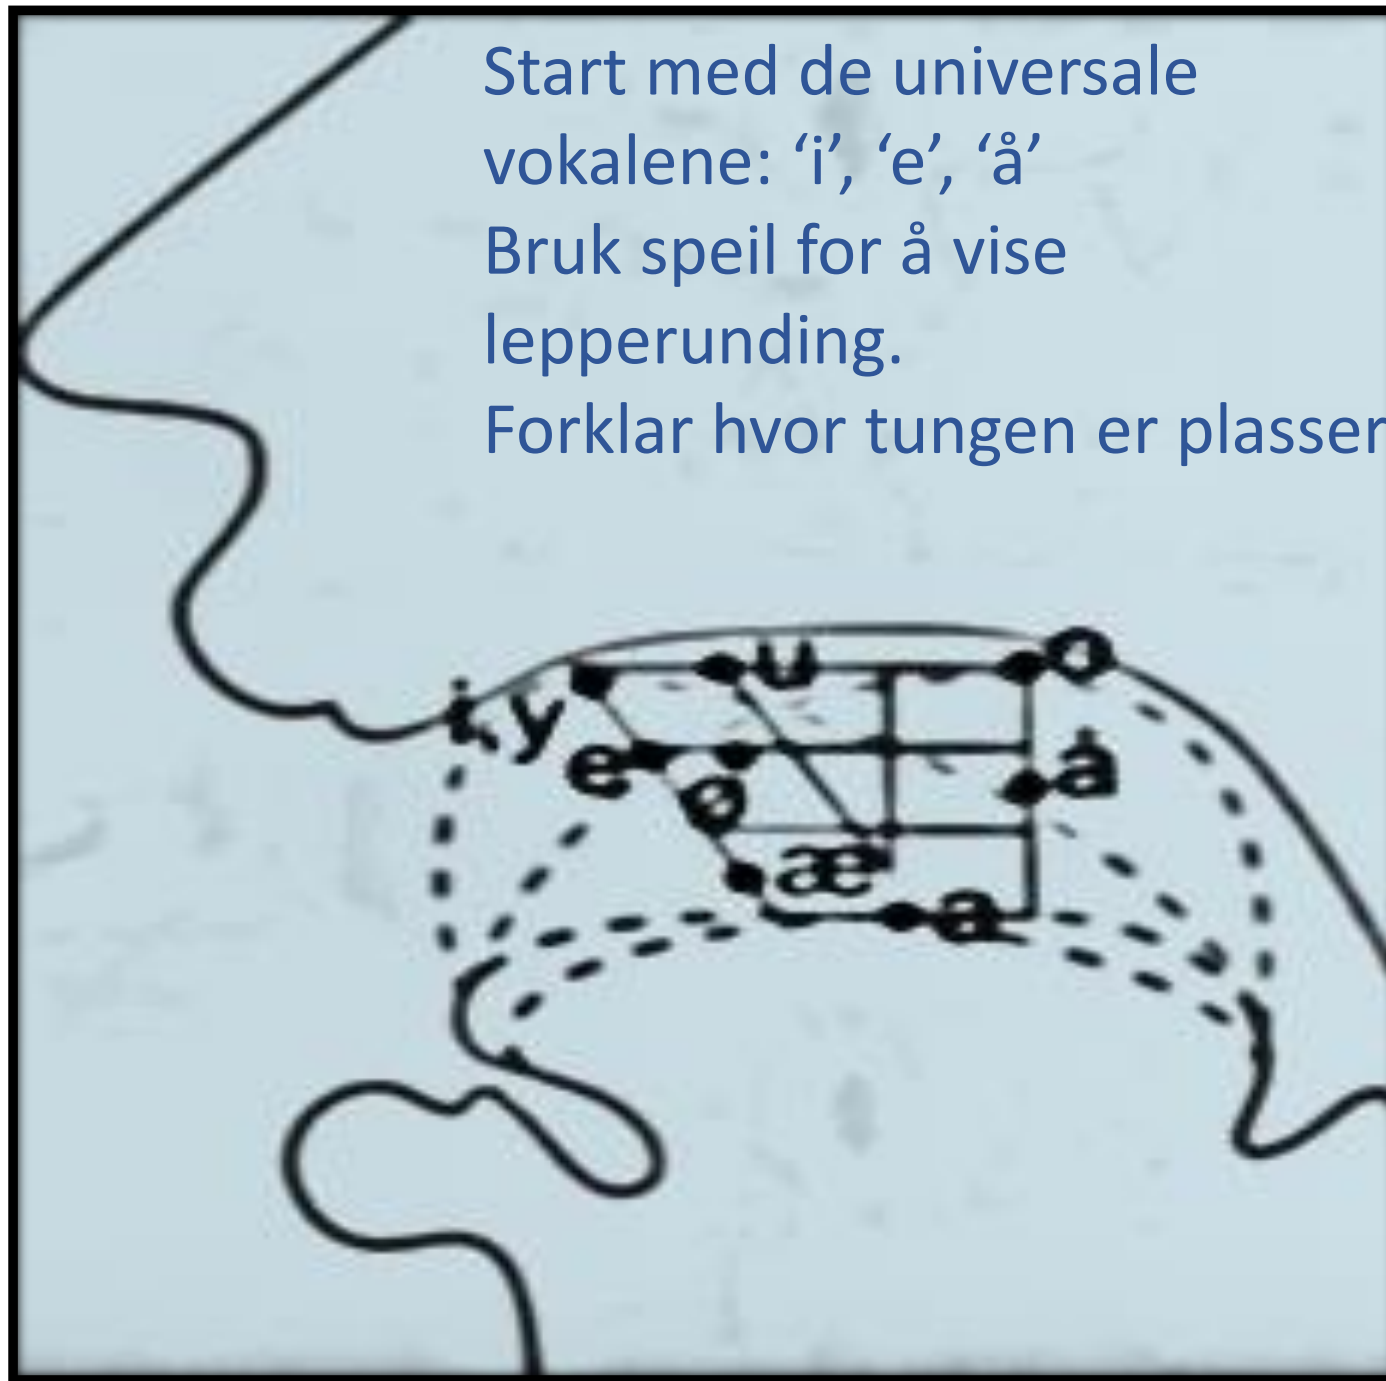 Start med de universale
vokalene: ‘i’, ‘e’, ‘å’
Bruk speil for å vise
lepperunding.
Forklar hvor tungen er plasser
u o
i, y
e å
ø
æ
a